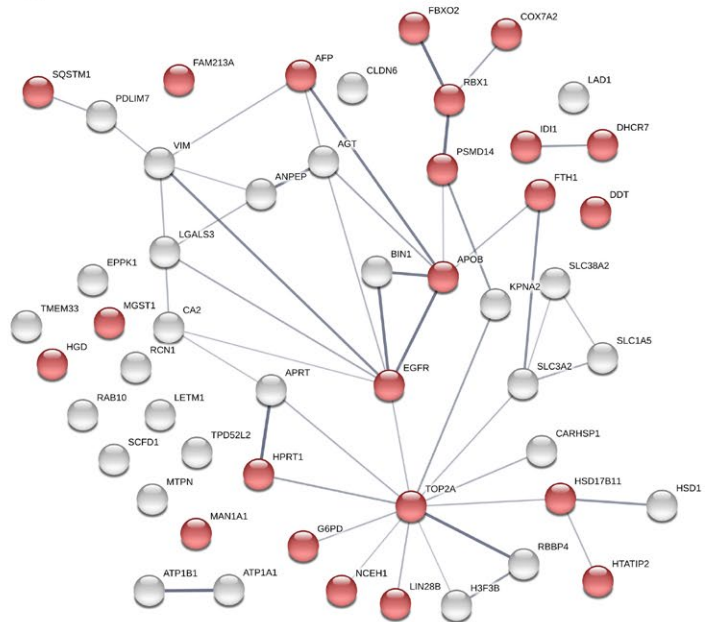 FBXO2
COX7A2
AFP
FAM213A
SQSTM1
CLDN6
RBX1
LAD1
PDLIM7
IDI1
DHCR7
VIM
AGT
PSMD14
ANPEP
FTH1
DDT
LGALS3
BIN1
APOB
EPPK1
SLC38A2
KPNA2
TMEM33
MGST1
CA2
SLC1A5
HGD
RCN1
APRT
EGFR
SLC3A2
RAB10
LETM1
CARHSP1
SCFD1
TPD52L2
HPRT1
MTPN
TOP2A
HSD17B11
HSD1
MAN1A1
G6PD
RBBP4
ATP1B1
ATP1A1
NCEH1
LIN28B
H3F3B
HTATIP2